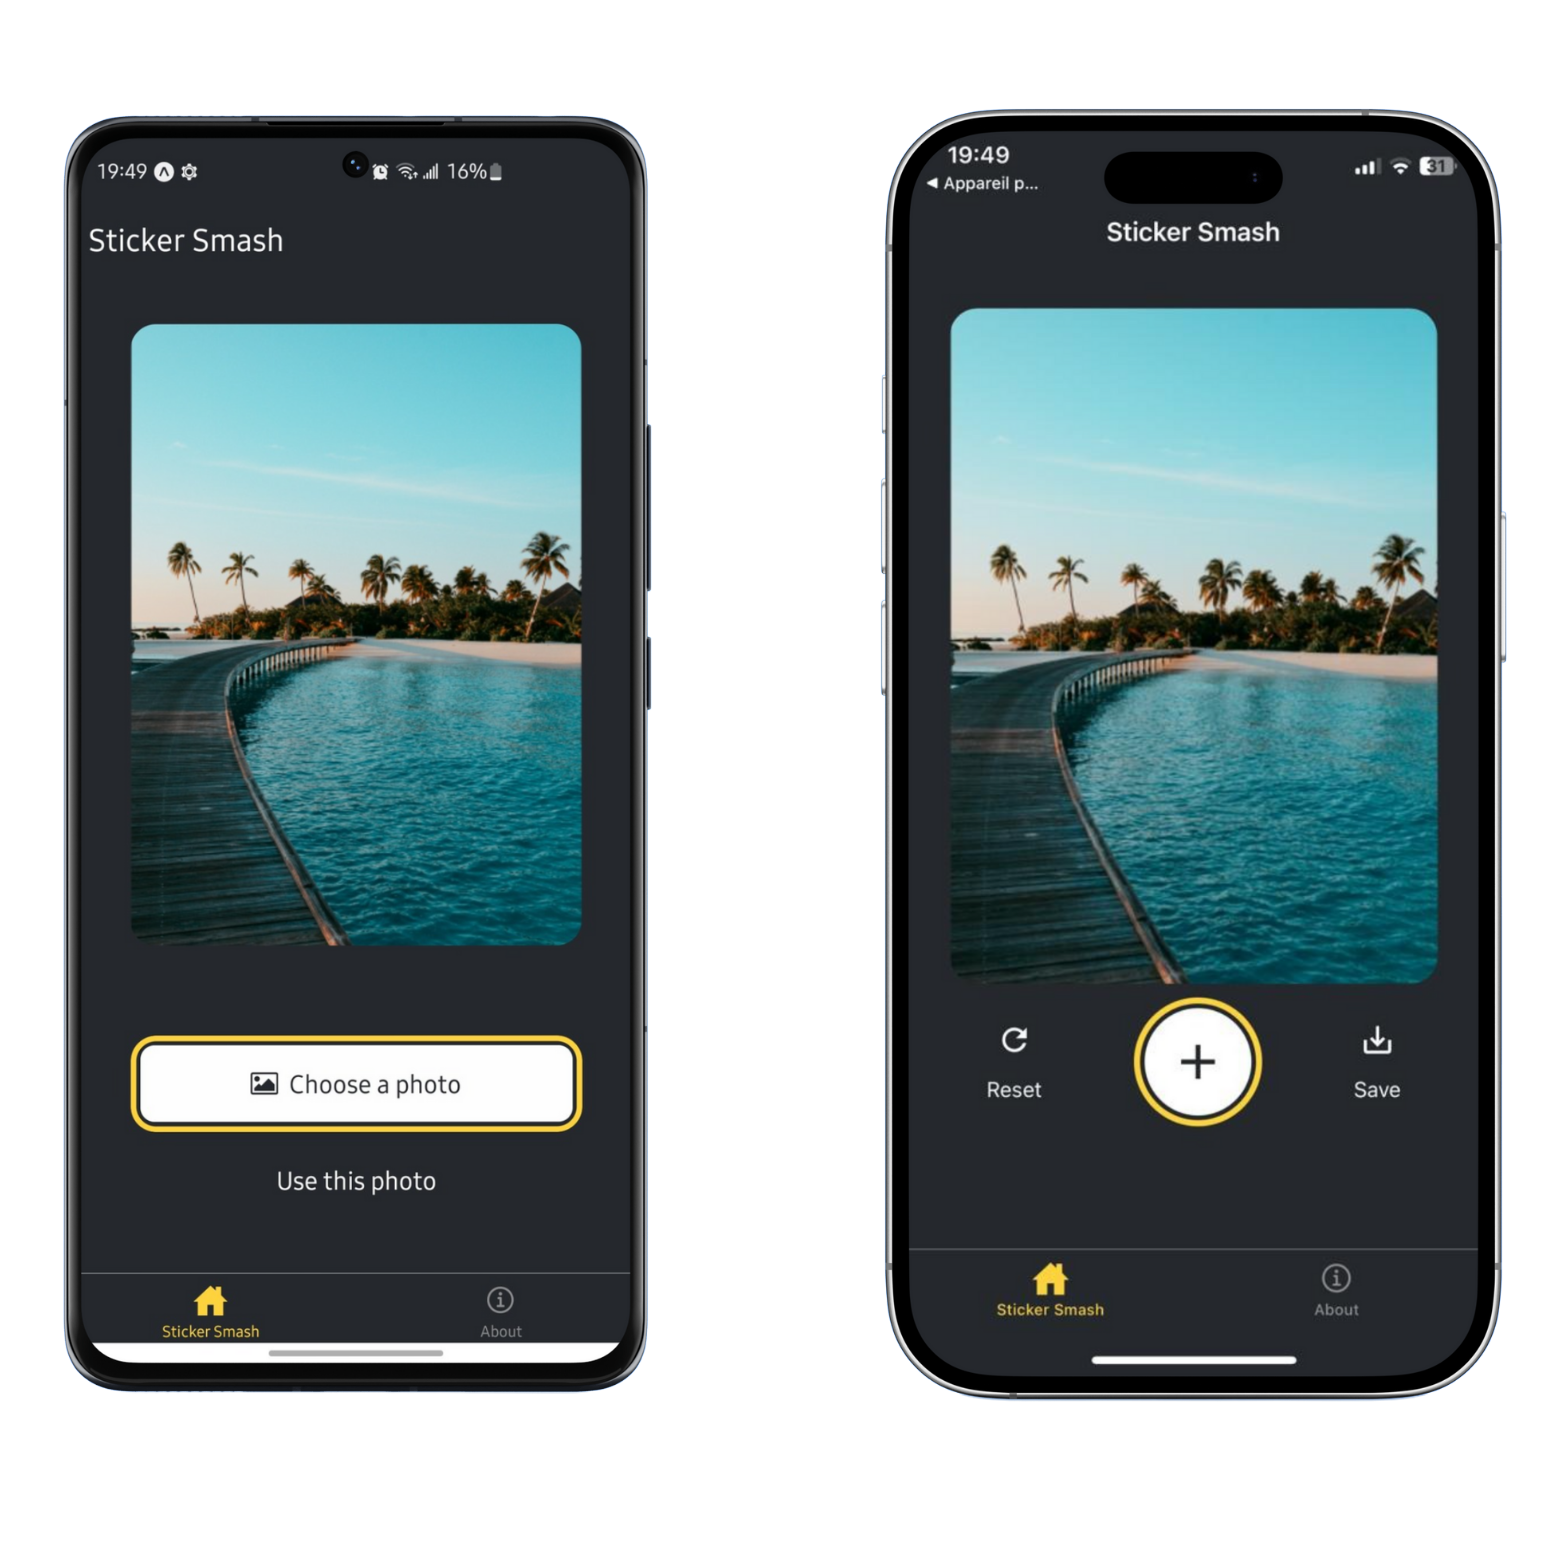 19:49
16%
Sticker Smash
Choose a photo
Use this photo
Sticker Smash
About
19:49
31
Appareil p...
Sticker Smash
Reset
Save
Sticker Smash
About